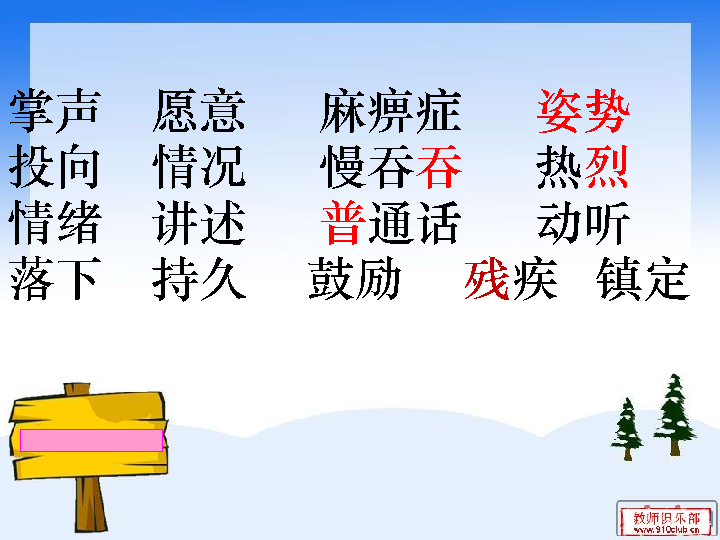 掌声 愿意 麻痹症 姿势
投向 情况 慢吞吞 热烈
情绪 讲述 普通话 动听
落下 持久 鼓励 残疾 镇定
教师俱乐部
www.910club.cn